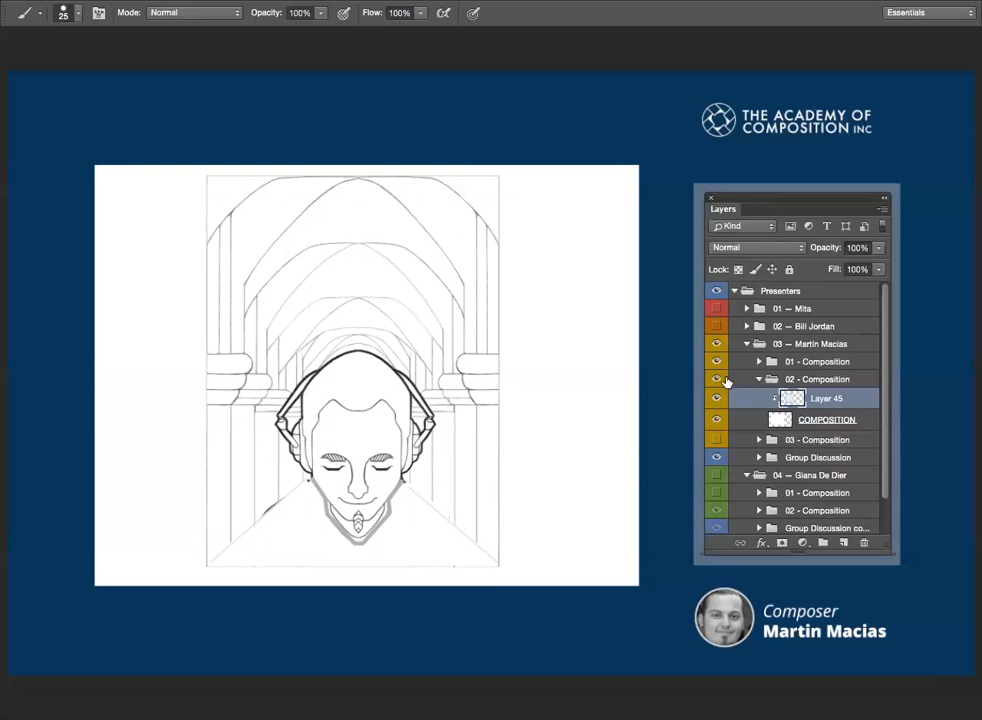 25
Mode: Normal
Opacity: 100%
Flow: 100%
Essentials
THE ACADEMY OF
COMPOSITION INC
Layers
Kind
Normal
Opacity: 100%
Lock:
Fill: 100%
Presenters
01 — Mita
02 — Bill Jordan
03 — Martin Macias
01 - Composition
02 - Composition
Layer 45
COMPOSITION
03 - Composition
Group Discussion
04 — Giana De Dier
01 - Composition
02 - Composition
Group Discussion co...
fx
Composer
Martin Macias